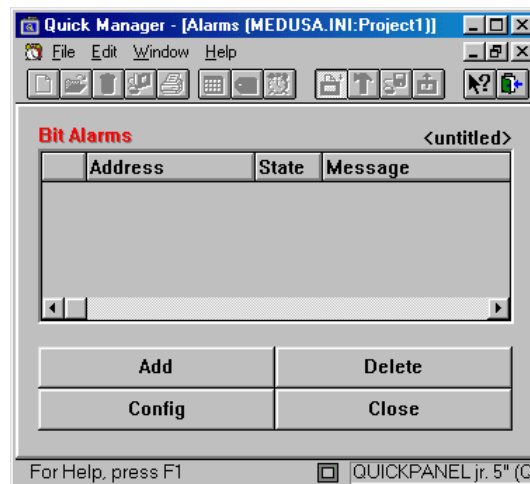 Quick Manager - [Alarms (MEDUSA.INI:Project1)]
File Edit Window Help
Bit Alarms <untitled>
Address State Message
Add Delete
Config Close
For Help, press F1 QUICKPANEL jr. 5" (Q